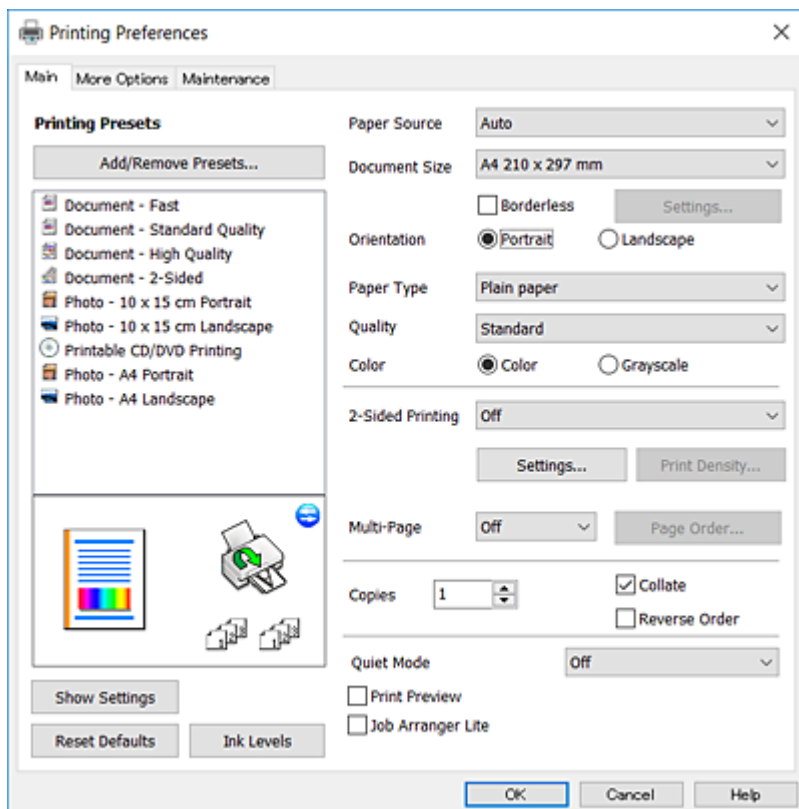 Printing Preferences
Main
More Options
Maintenance
Printing Presets
Add/Remove Presets...
Document - Fast
Document - Standard Quality
Document - High Quality
Document - 2-Sided
Photo - 10 x 15 cm Portrait
Photo - 10 x 15 cm Landscape
Printable CD/DVD Printing
Photo - A4 Portrait
Photo - A4 Landscape
Show Settings
Reset Defaults
Ink Levels
Paper Source
Auto
Document Size
A4 210 x 297 mm
Borderless
Settings...
Orientation
Portrait
Landscape
Paper Type
Plain paper
Quality
Standard
Color
Color
Grayscale
2-Sided Printing
Off
Settings...
Print Density...
Multi-Page
Off
Page Order...
Copies
1
Collate
Reverse Order
Quiet Mode
Off
Print Preview
Job Arranger Lite
OK
Cancel
Help